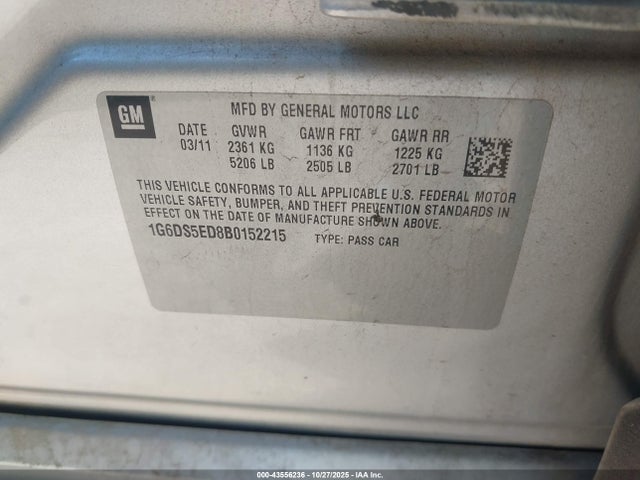 GM
MFD BY GENERAL MOTORS LLC
DATE GVWR GAWR FRT GAWR RR
03/11 2361 KG 1136 KG 1225 KG
5206 LB 2505 LB 2701 LB
THIS VEHICLE CONFORMS TO ALL APPLICABLE U.S. FEDERAL MOTOR
VEHICLE SAFETY, BUMPER, AND THEFT PREVENTION STANDARDS IN
EFFECT ON THE DATE OF MANUFACTURE SHOWN ABOVE.
1G6DS5ED8B0152215 TYPE: PASS CAR
000-43556236 - 10/27/2025 - IAA Inc.